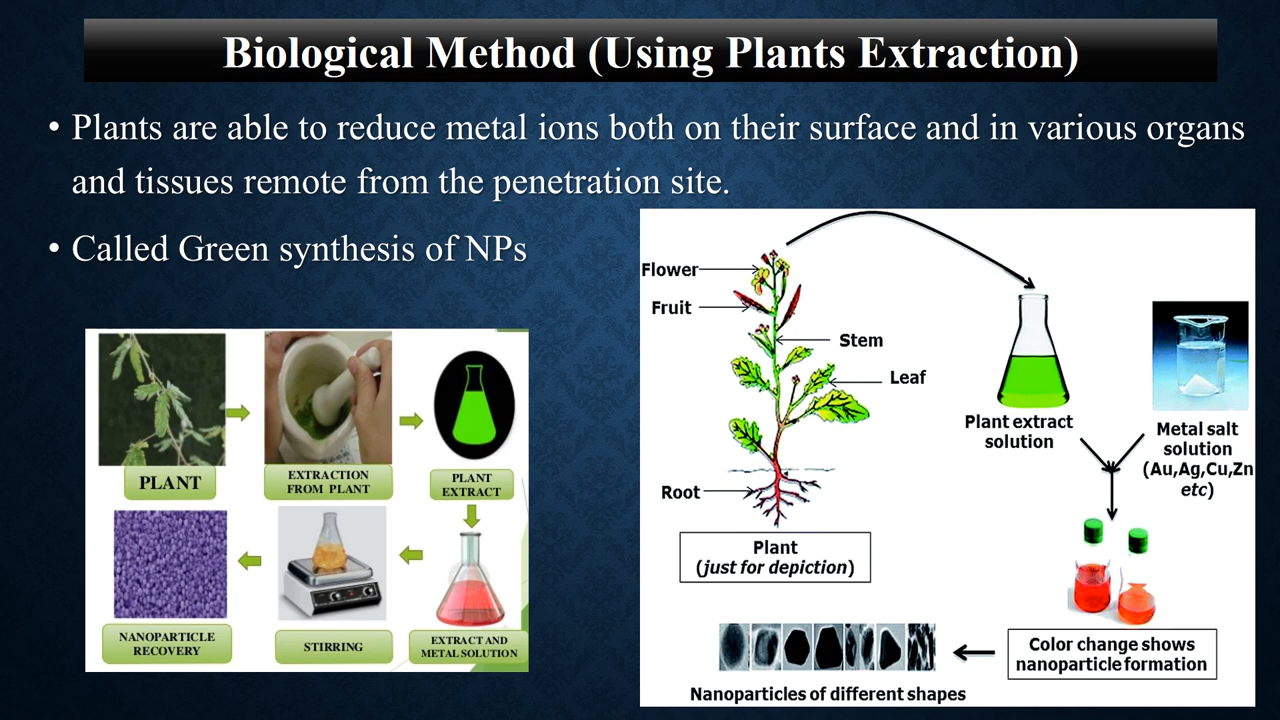 Biological Method (Using Plants Extraction)
• Plants are able to reduce metal ions both on their surface and in various organs
and tissues remote from the penetration site.
• Called Green synthesis of NPs
PLANT
EXTRACTION
FROM PLANT
PLANT
EXTRACT
NANOPARTICLE
RECOVERY
STIRRING
EXTRACT AND
METAL SOLUTION
Flower
Fruit
Stem
Leaf
Root
Plant
(just for depiction)
Plant extract
solution
Metal salt
solution
(Au,Ag,Cu,Zn
etc)
Color change shows
nanoparticle formation
Nanoparticles of different shapes